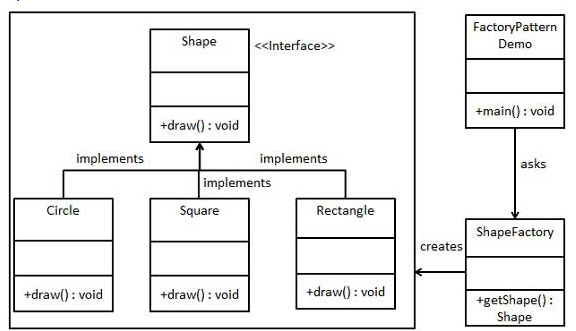 Shape
<<Interface>>
+draw() : void
FactoryPattern
Demo
+main() : void
implements
implements
implements
asks
Circle
+draw() : void
Square
+draw() : void
Rectangle
+draw() : void
creates
ShapeFactory
+getShape() :
Shape